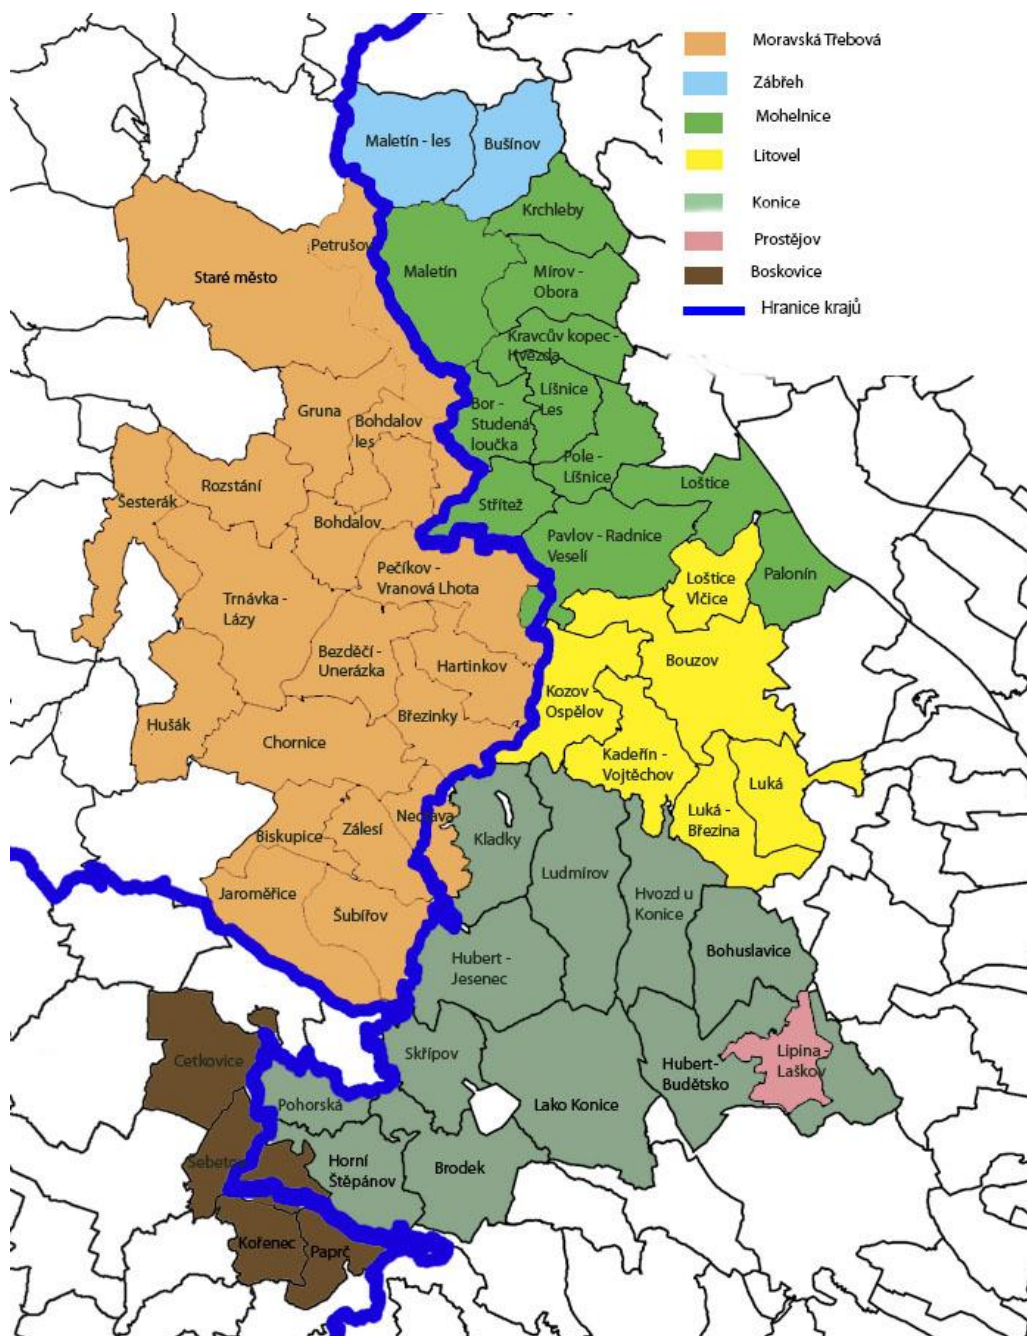 Moravská Třebová
Zábřeh
Mohelnice
Litovel
Konice
Prostějov
Boskovice
Hranice krajů
Maletín - les
Bušínov
Krchleby
Petrušov
Staré město
Maletín
Mírov -
Obora
Kravcův kopec -
Hvězda
Gruna
Bohdalov
les
Bor -
Studená
loučka
Líšnice
Les
Pole -
Líšnice
Šesterák
Rozstání
Loštice
Střítež
Bohdalov
Pavlov - Radnice
Veselí
Pečíkov -
Vranová Lhota
Loštice
Vlčice
Palonín
Trnávka -
Lázy
Bezděčí -
Unerázka
Hartinkov
Bouzov
Kozov
Ospělov
Březinky
Hušák
Chornice
Kadeřín -
Vojtěchov
Luká
Luká -
Březina
Biskupice
Zálesí
Nectava
Kladky
Ludmírov
Jaroměřice
Šubířov
Hvozd u
Konice
Bohuslavice
Hubert -
Jesenec
Cetkovice
Skřípov
Hubert-
Budětsko
Lipina -
Laškov
Pohorská
Lako Konice
Šebetov
Horní
Štěpánov
Brodek
Kořenec
Paprč